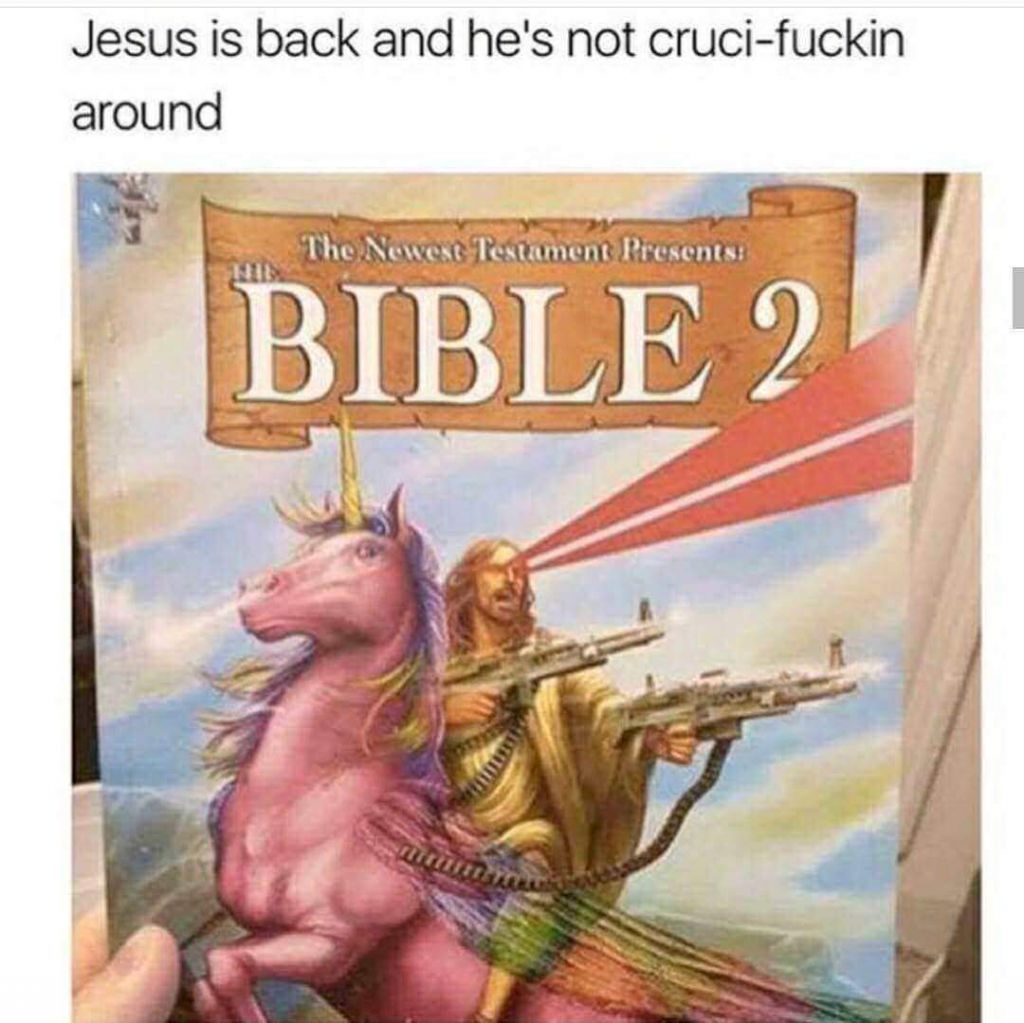 Jesus is back and he's not cruci-fuckin
around
The Newest Testament Presents:
THE
BIBLE 2